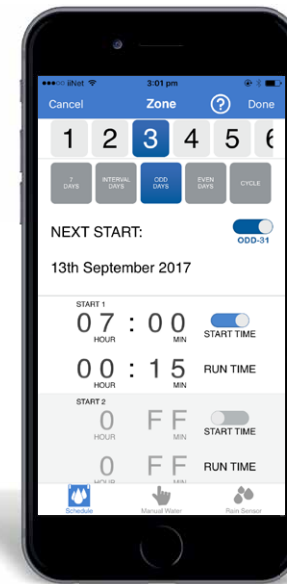 iiNet 3:01 pm
Cancel Zone ? Done
1 2 3 4 5 6
7 DAYS INTERVAL DAYS ODD DAYS EVEN DAYS CYCLE
NEXT START:
ODD-31
13th September 2017
START 1
07 : 00
HOUR MIN START TIME
00 : 15 RUN TIME
HOUR MIN
START 2
0 FF
HOUR MIN START TIME
0 FF RUN TIME
HOUR MIN
Schedule Manual Water Rain Sensor